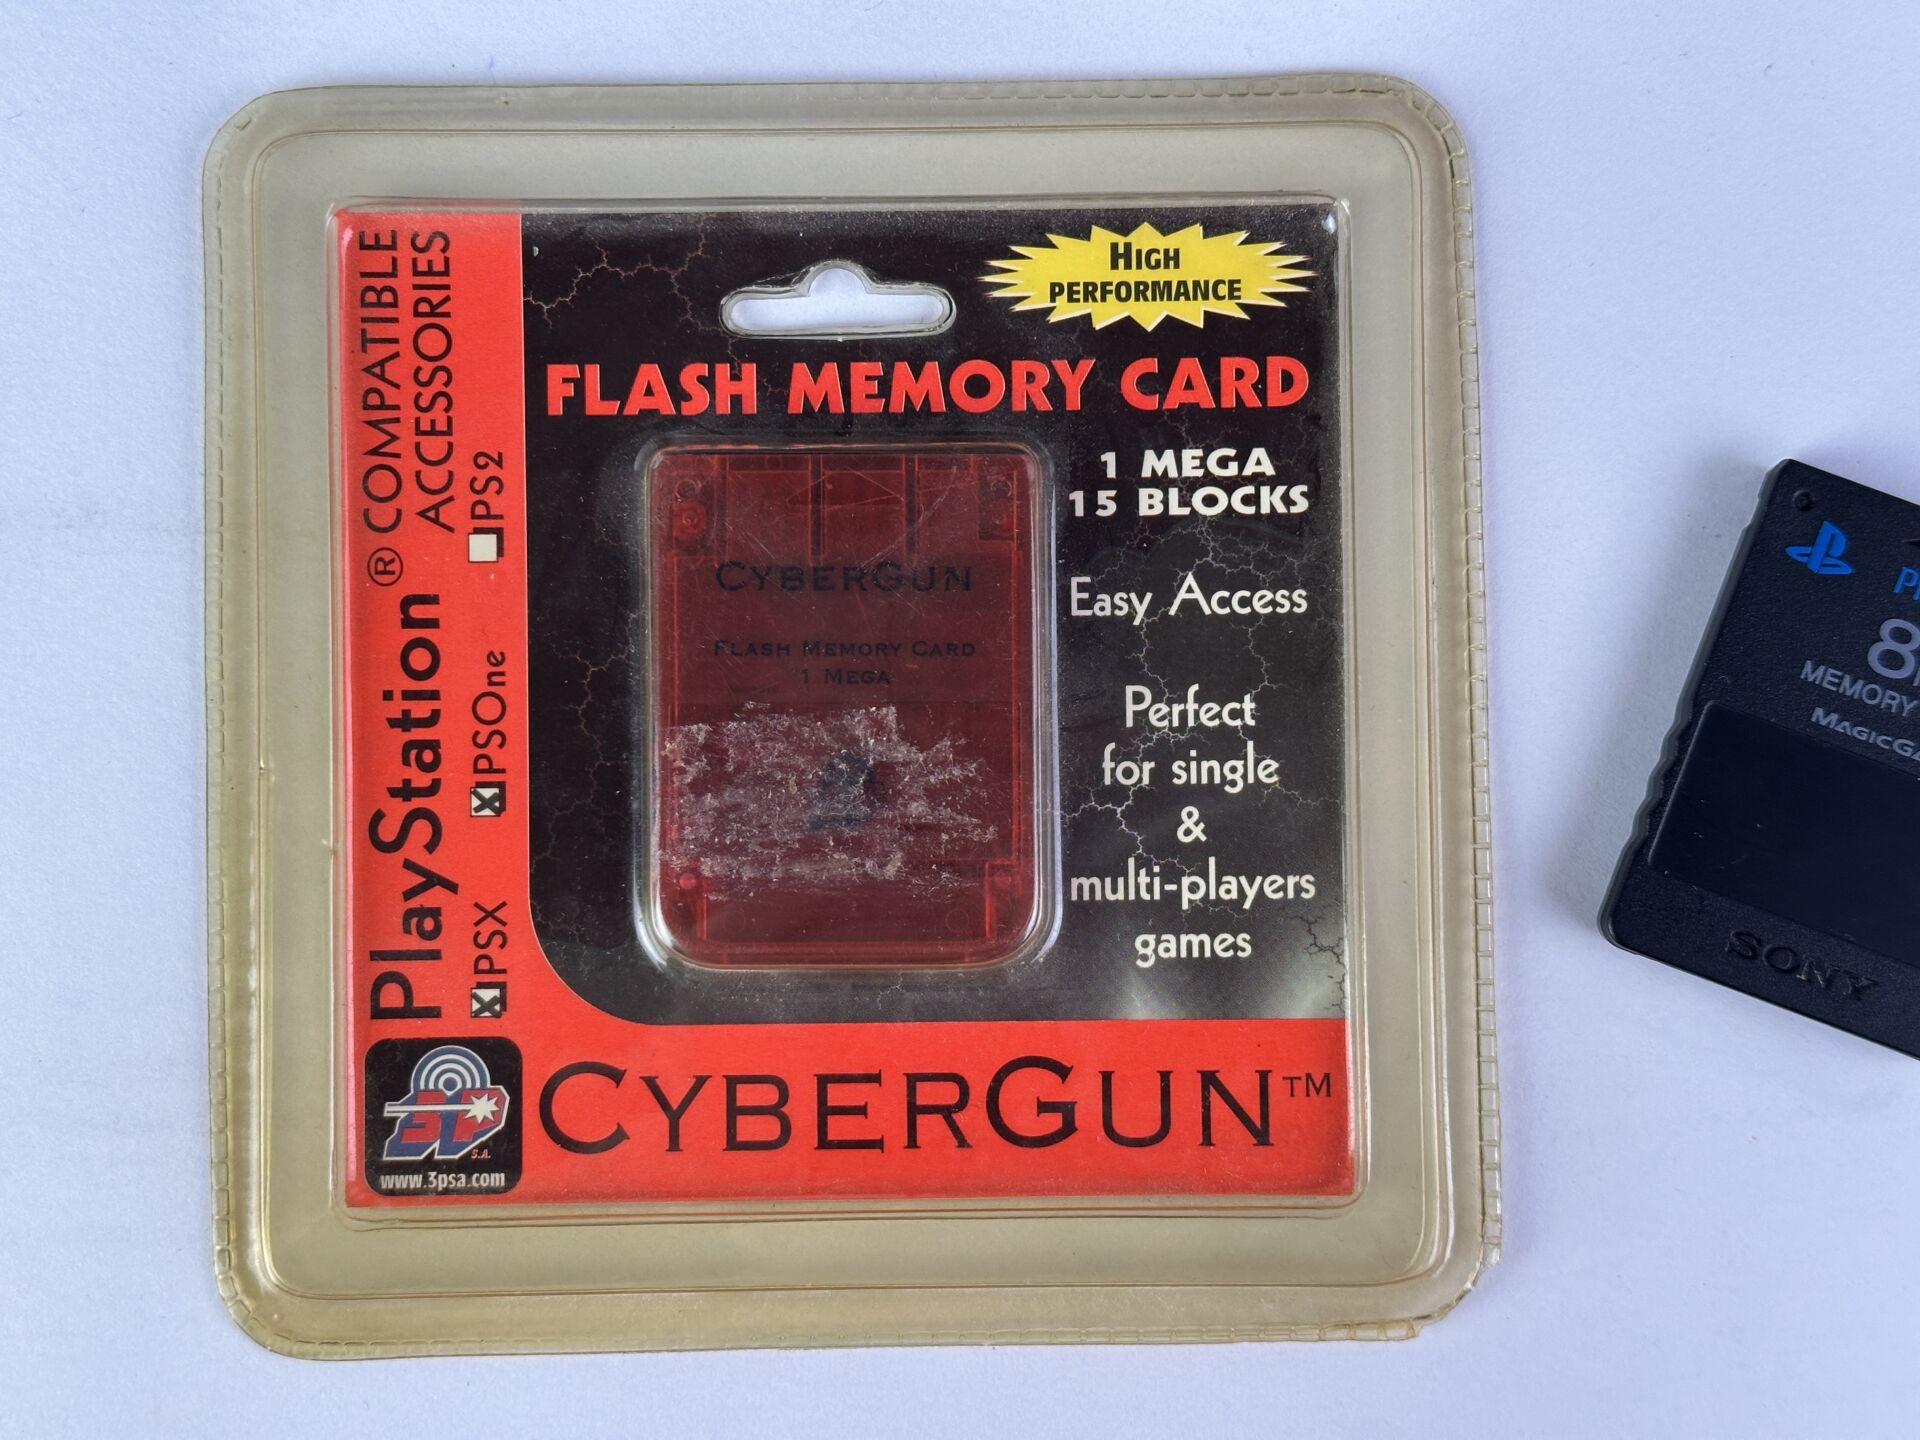 PlayStation® COMPATIBLE
ACCESSORIES
PSX
PSOne
PS2
HIGH
PERFORMANCE
FLASH MEMORY CARD
1 MEGA
15 BLOCKS
Easy Access
Perfect
for single
&
multi-players
games
CYBERGUN
FLASH MEMORY CARD
1 MEGA
3P
S.A.
www.3psa.com
CYBERGUN™
8
MEMORY
SONY